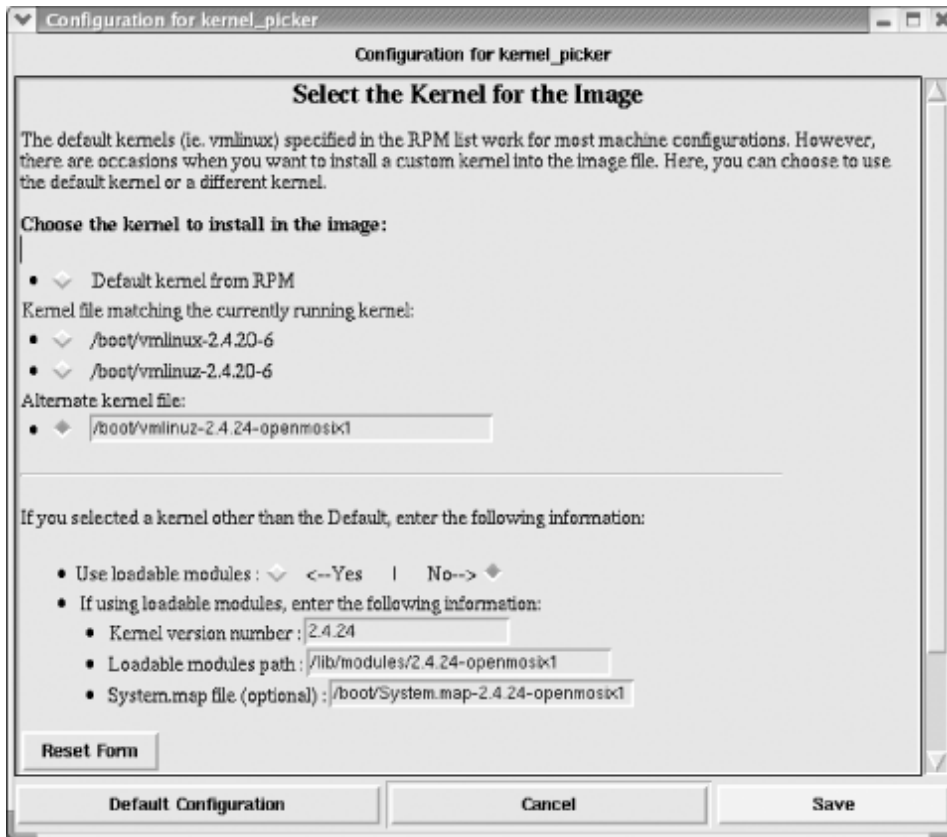 Configuration for kernel_picker
Configuration for kernel_picker
Select the Kernel for the Image
The default kernels (ie. vmlinux) specified in the RPM list work for most machine configurations. However,
there are occasions when you want to install a custom kernel into the image file. Here, you can choose to use
the default kernel or a different kernel.
Choose the kernel to install in the image:
• Default kernel from RPM
Kernel file matching the currently running kernel:
• /boot/vmlinux-2.4.20-6
• /boot/vmlinuz-2.4.20-6
Alternate kernel file:
• /boot/vmlinuz-2.4.24-openmosix1
If you selected a kernel other than the Default, enter the following information:
• Use loadable modules : <--Yes | No-->
• If using loadable modules, enter the following information:
• Kernel version number : 2.4.24
• Loadable modules path : /lib/modules/2.4.24-openmosix1
• System.map file (optional) : /boot/System.map-2.4.24-openmosix1
Reset Form
Default Configuration Cancel Save